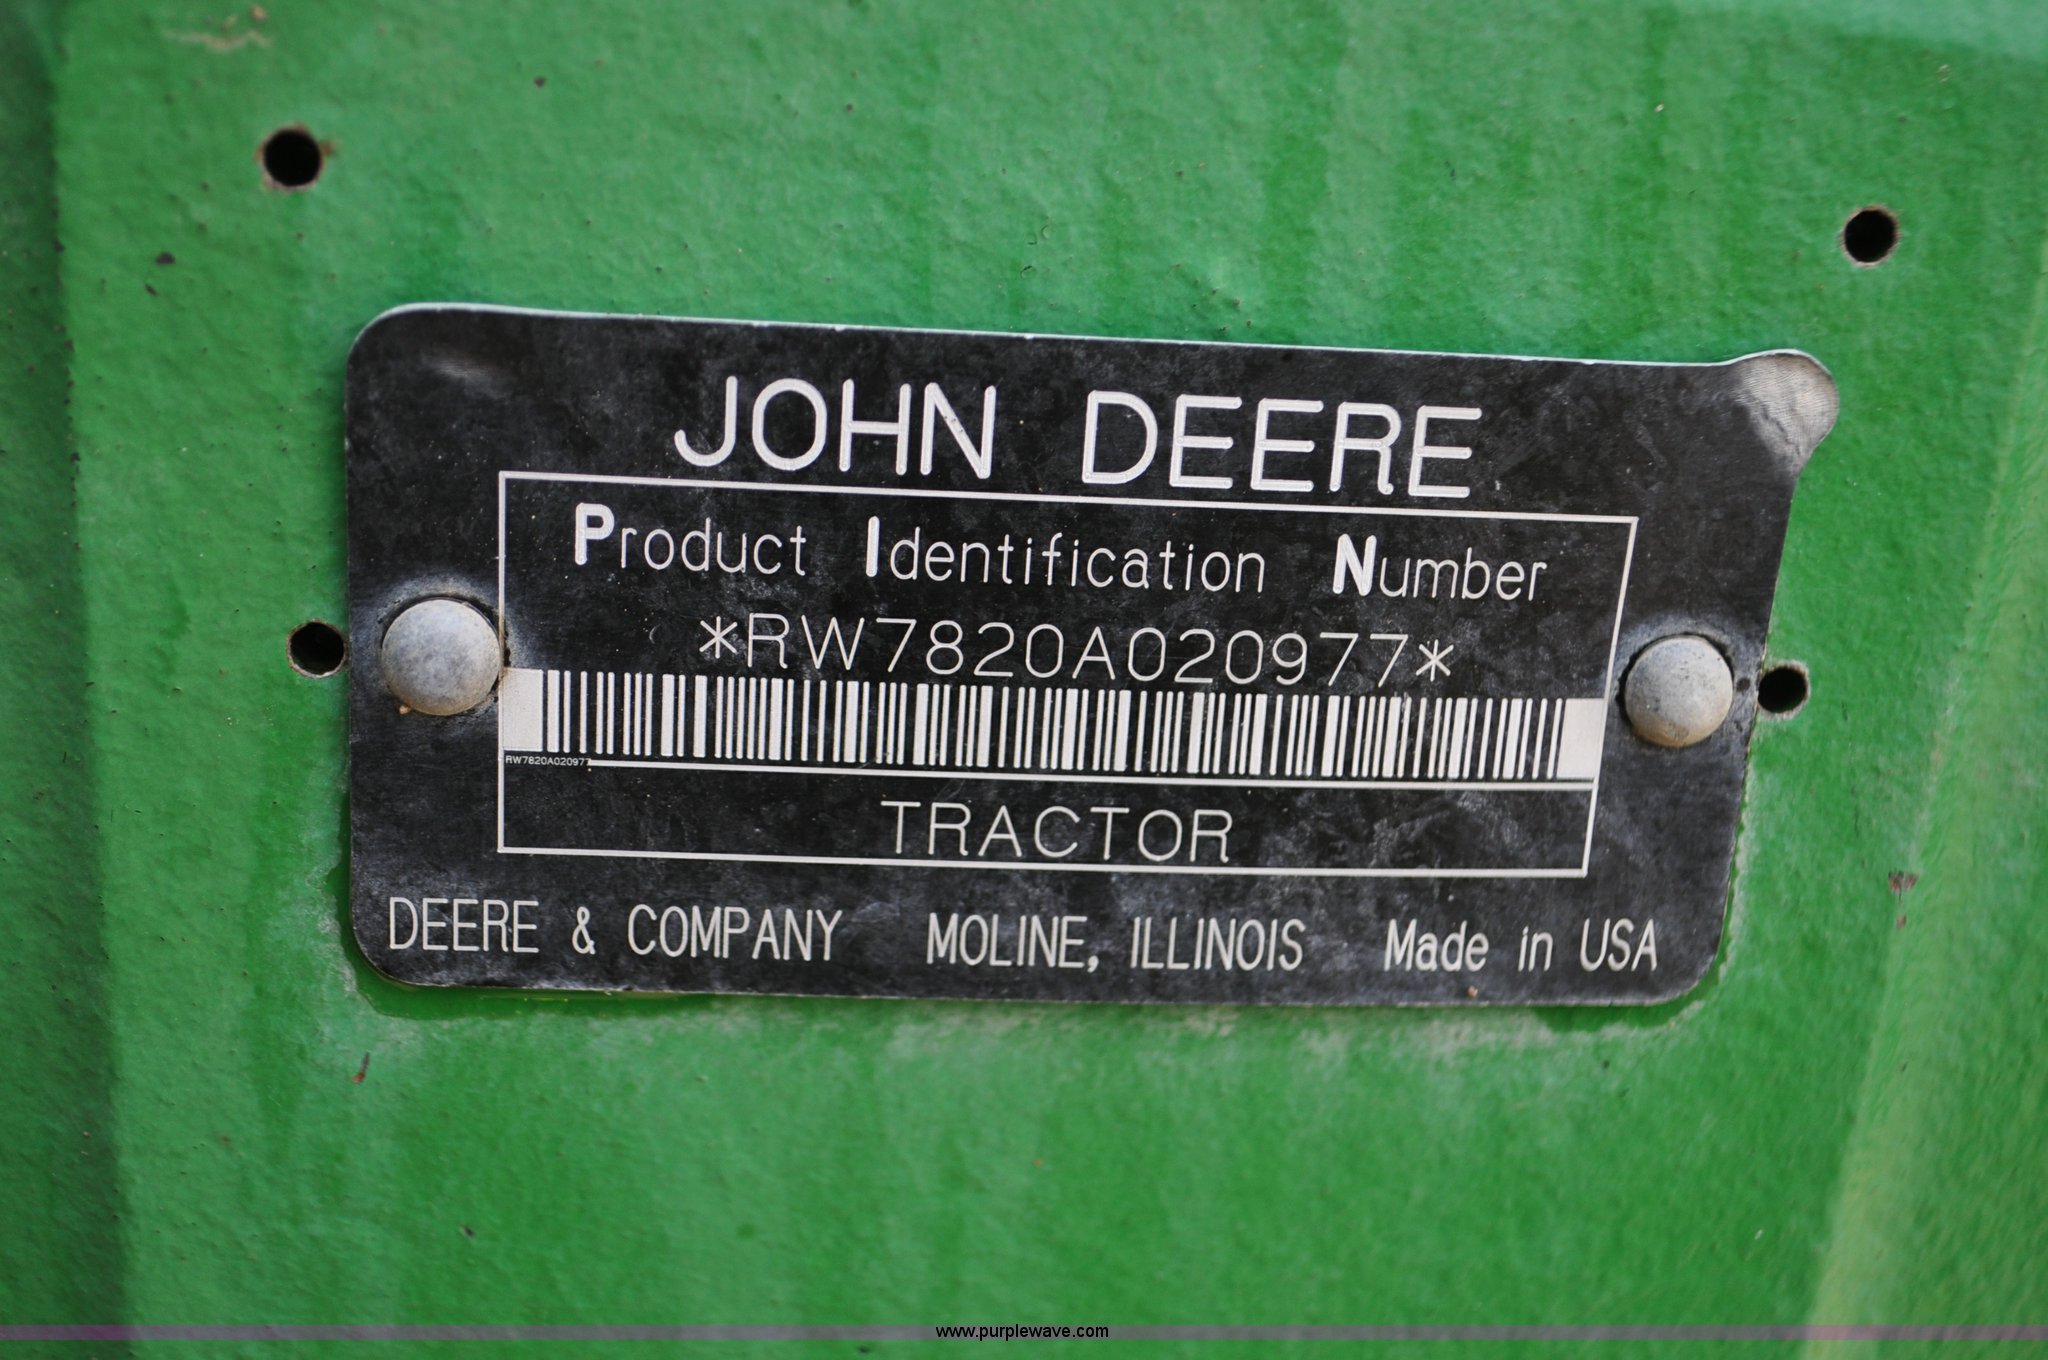 JOHN DEERE
Product Identification Number
*RW7820A020977*
RW7820A020977
TRACTOR
DEERE & COMPANY MOLINE, ILLINOIS Made in USA
www.purplewave.com